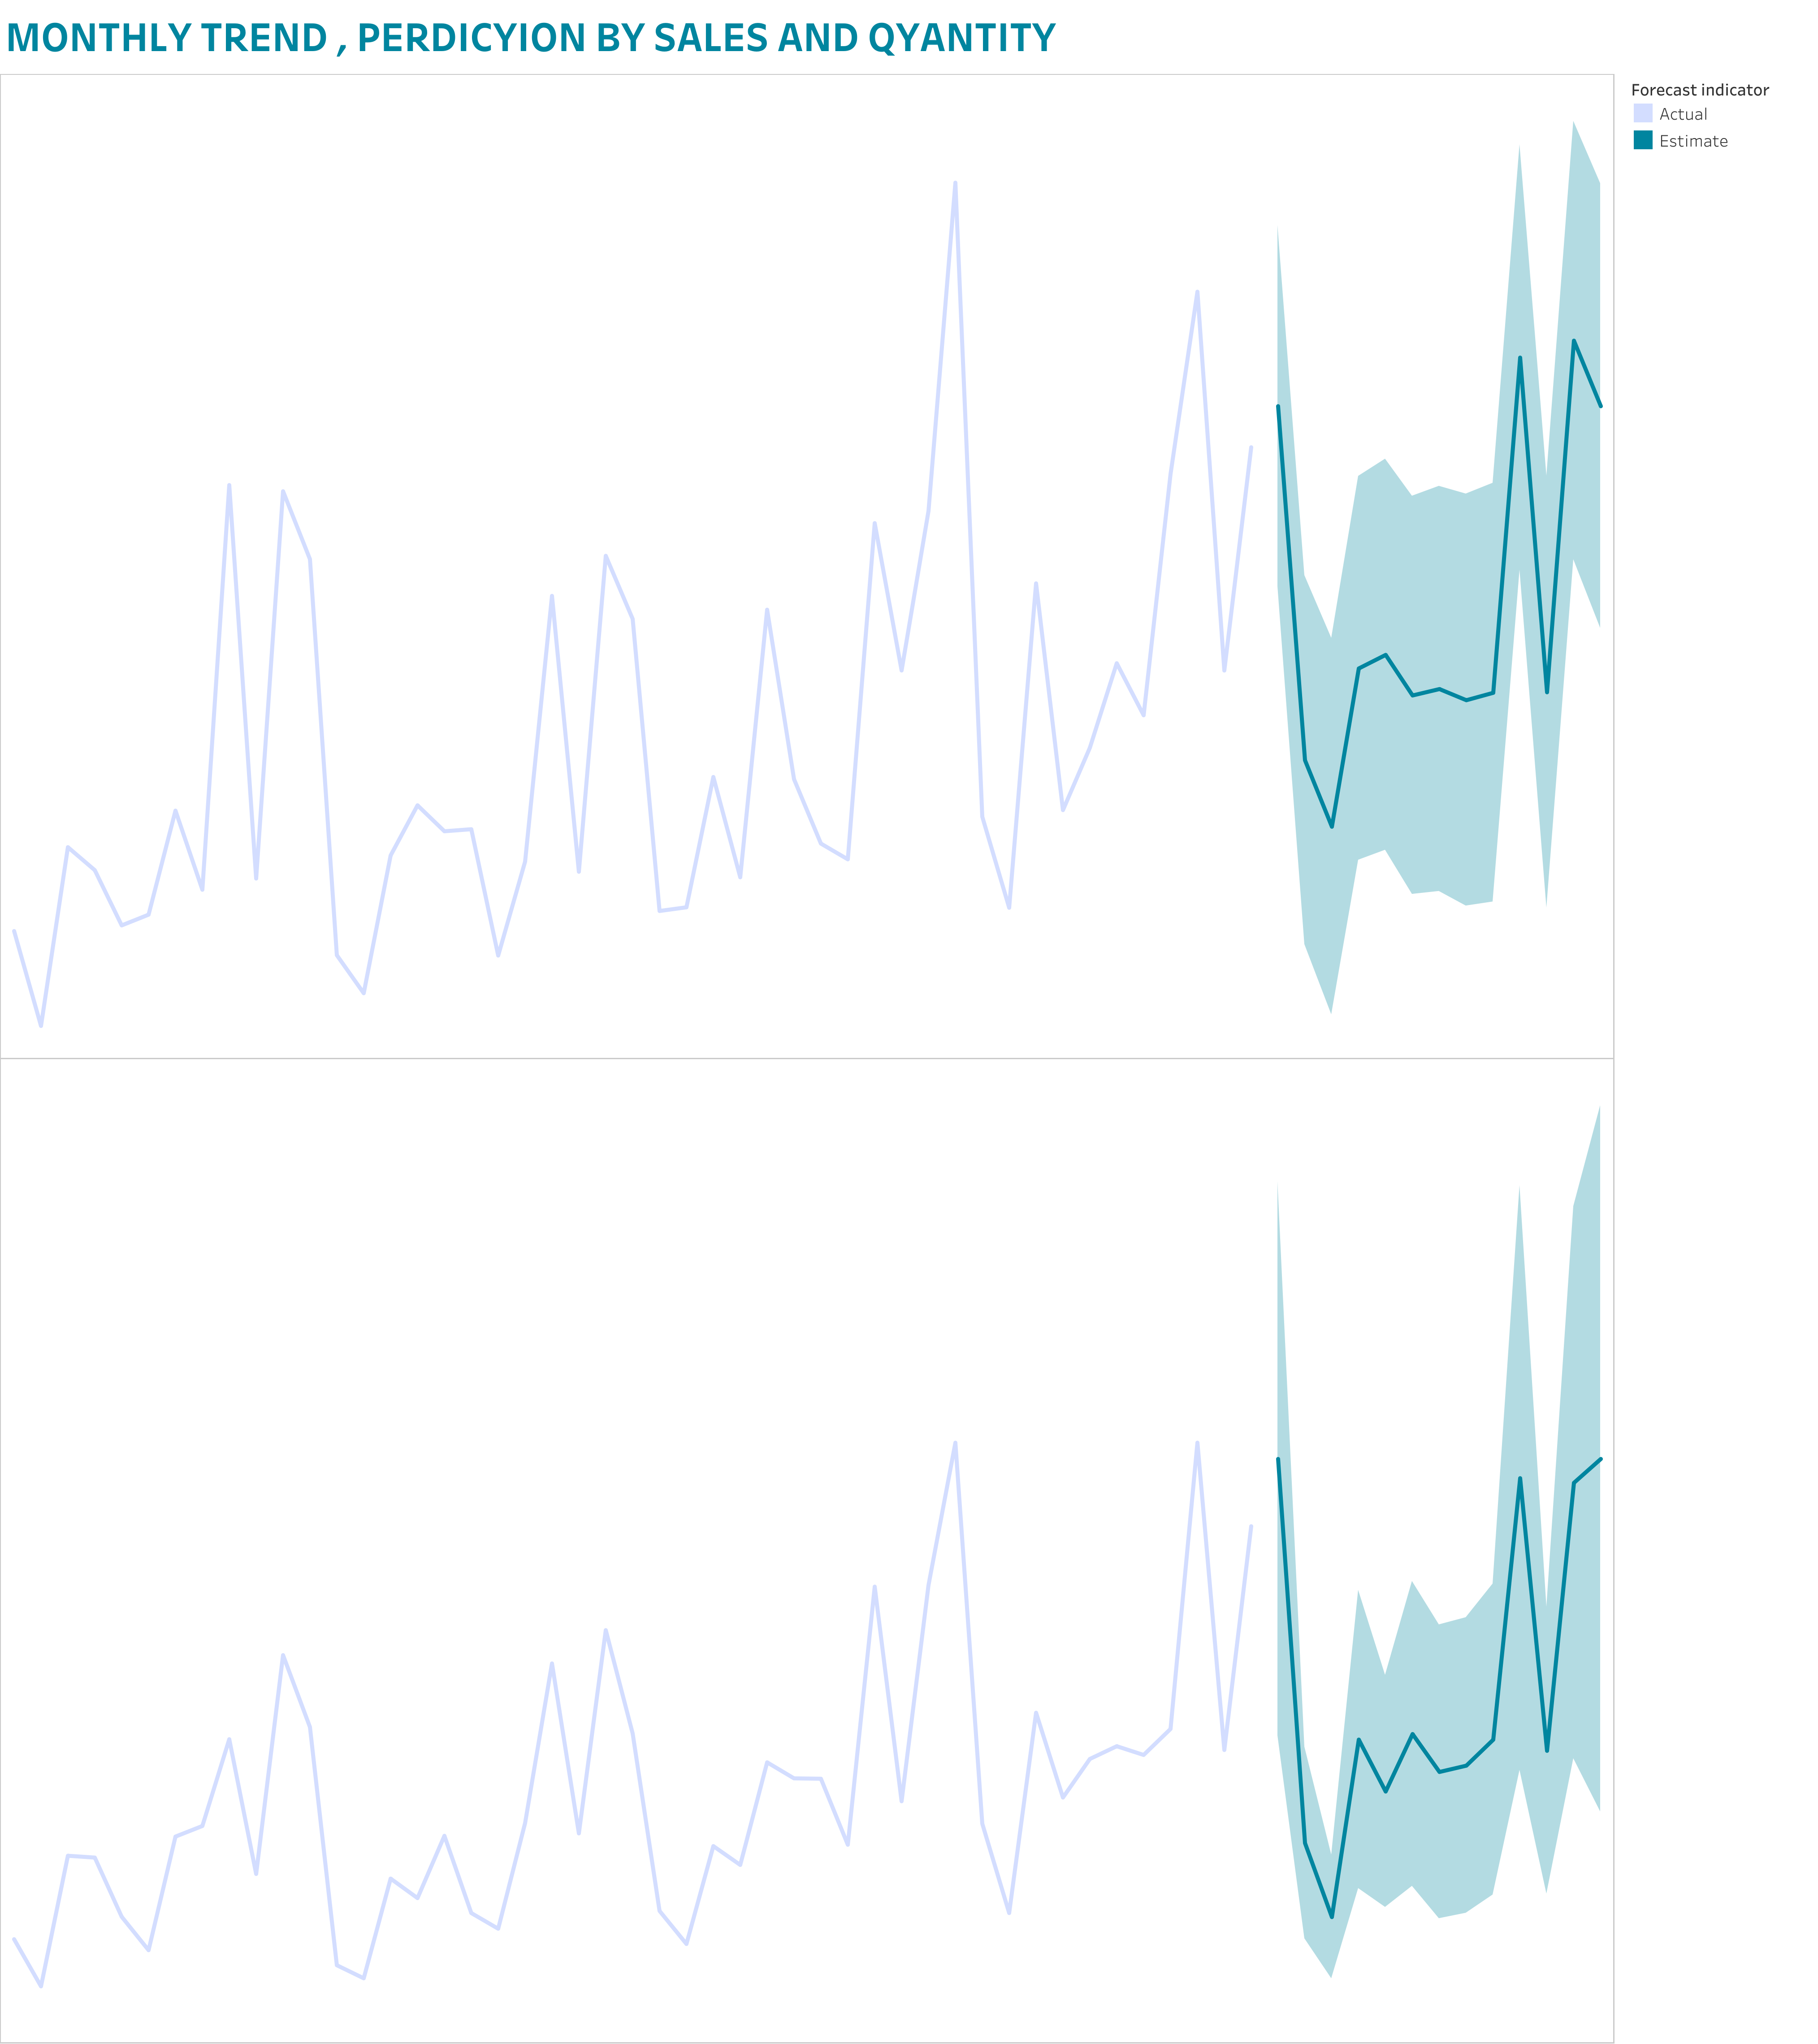 MONTHLY TREND , PERDICYION BY SALES AND QYANTITY
Forecast indicator
Actual
Estimate